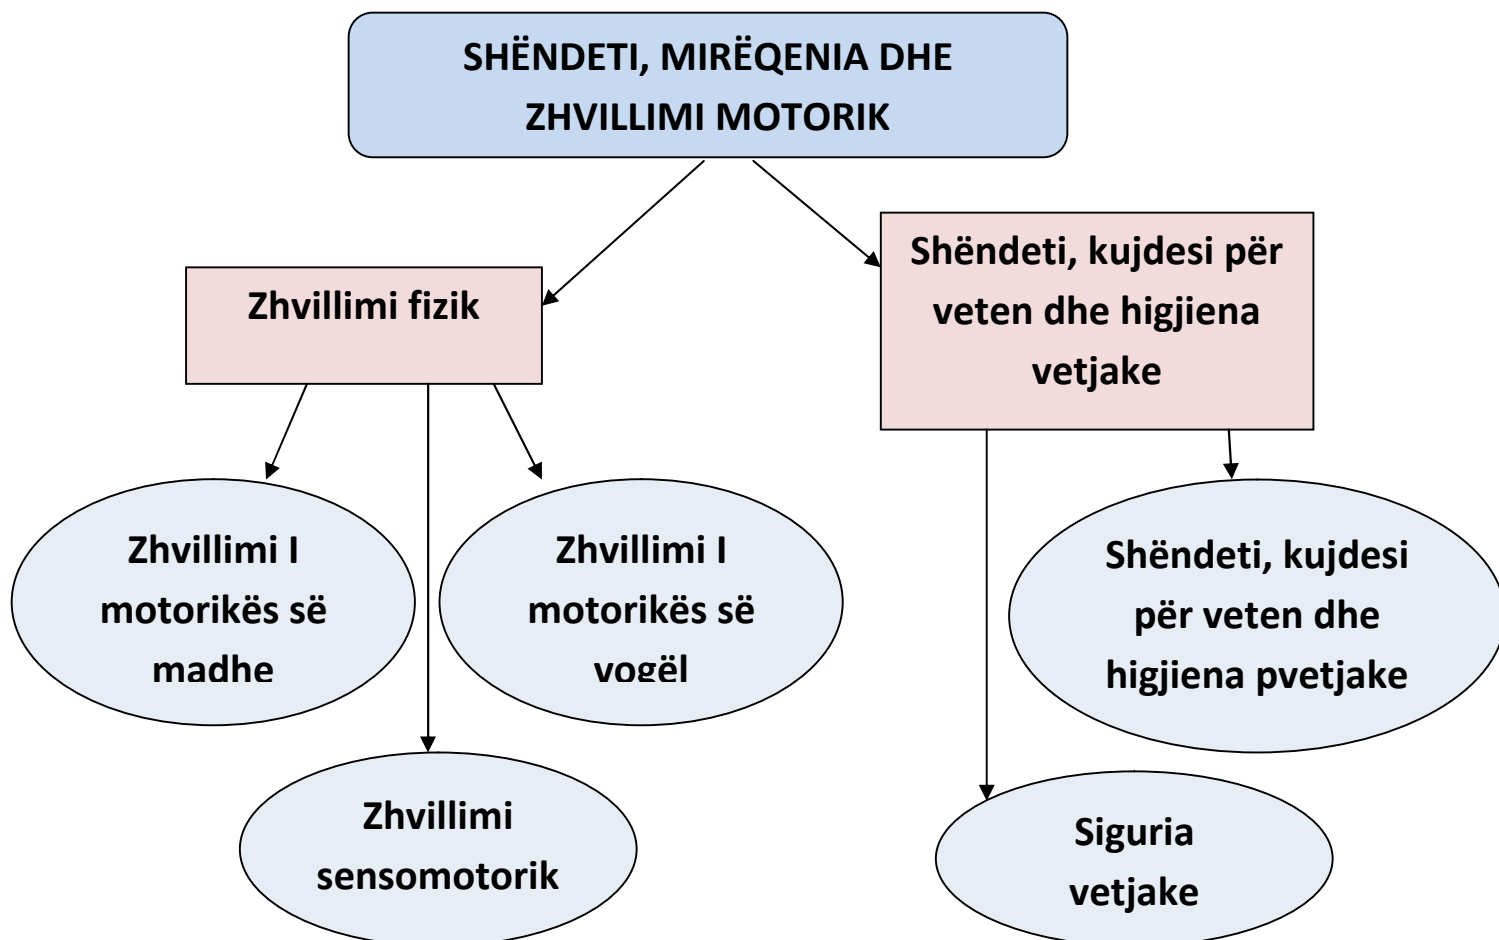 SHËNDETI, MIRËQENIA DHE
ZHVILLIMI MOTORIK
Zhvillimi fizik
Shëndeti, kujdesi për
veten dhe higjiena
vetjake
Zhvillimi I
motorikës së
madhe
Zhvillimi I
motorikës së
vogël
Shëndeti, kujdesi
për veten dhe
higjiena pvetjake
Zhvillimi
sensomotorik
Siguria
vetjake